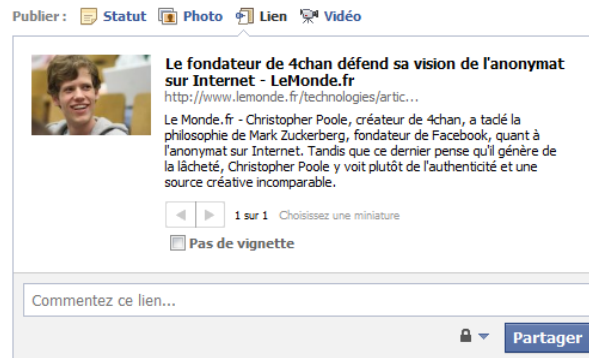 Publier : Statut Photo Lien Vidéo
Le fondateur de 4chan défend sa vision de l'anonymat
sur Internet - LeMonde.fr
http://www.lemonde.fr/technologies/artic...
Le Monde.fr - Christopher Poole, créateur de 4chan, a taclé la
philosophie de Mark Zuckerberg, fondateur de Facebook, quant à
l'anonymat sur Internet. Tandis que ce dernier pense qu'il génère de
la lâcheté, Christopher Poole y voit plutôt de l'authenticité et une
source créative incomparable.
1 sur 1 Choisissez une miniature
Pas de vignette
Commentez ce lien...
Partager